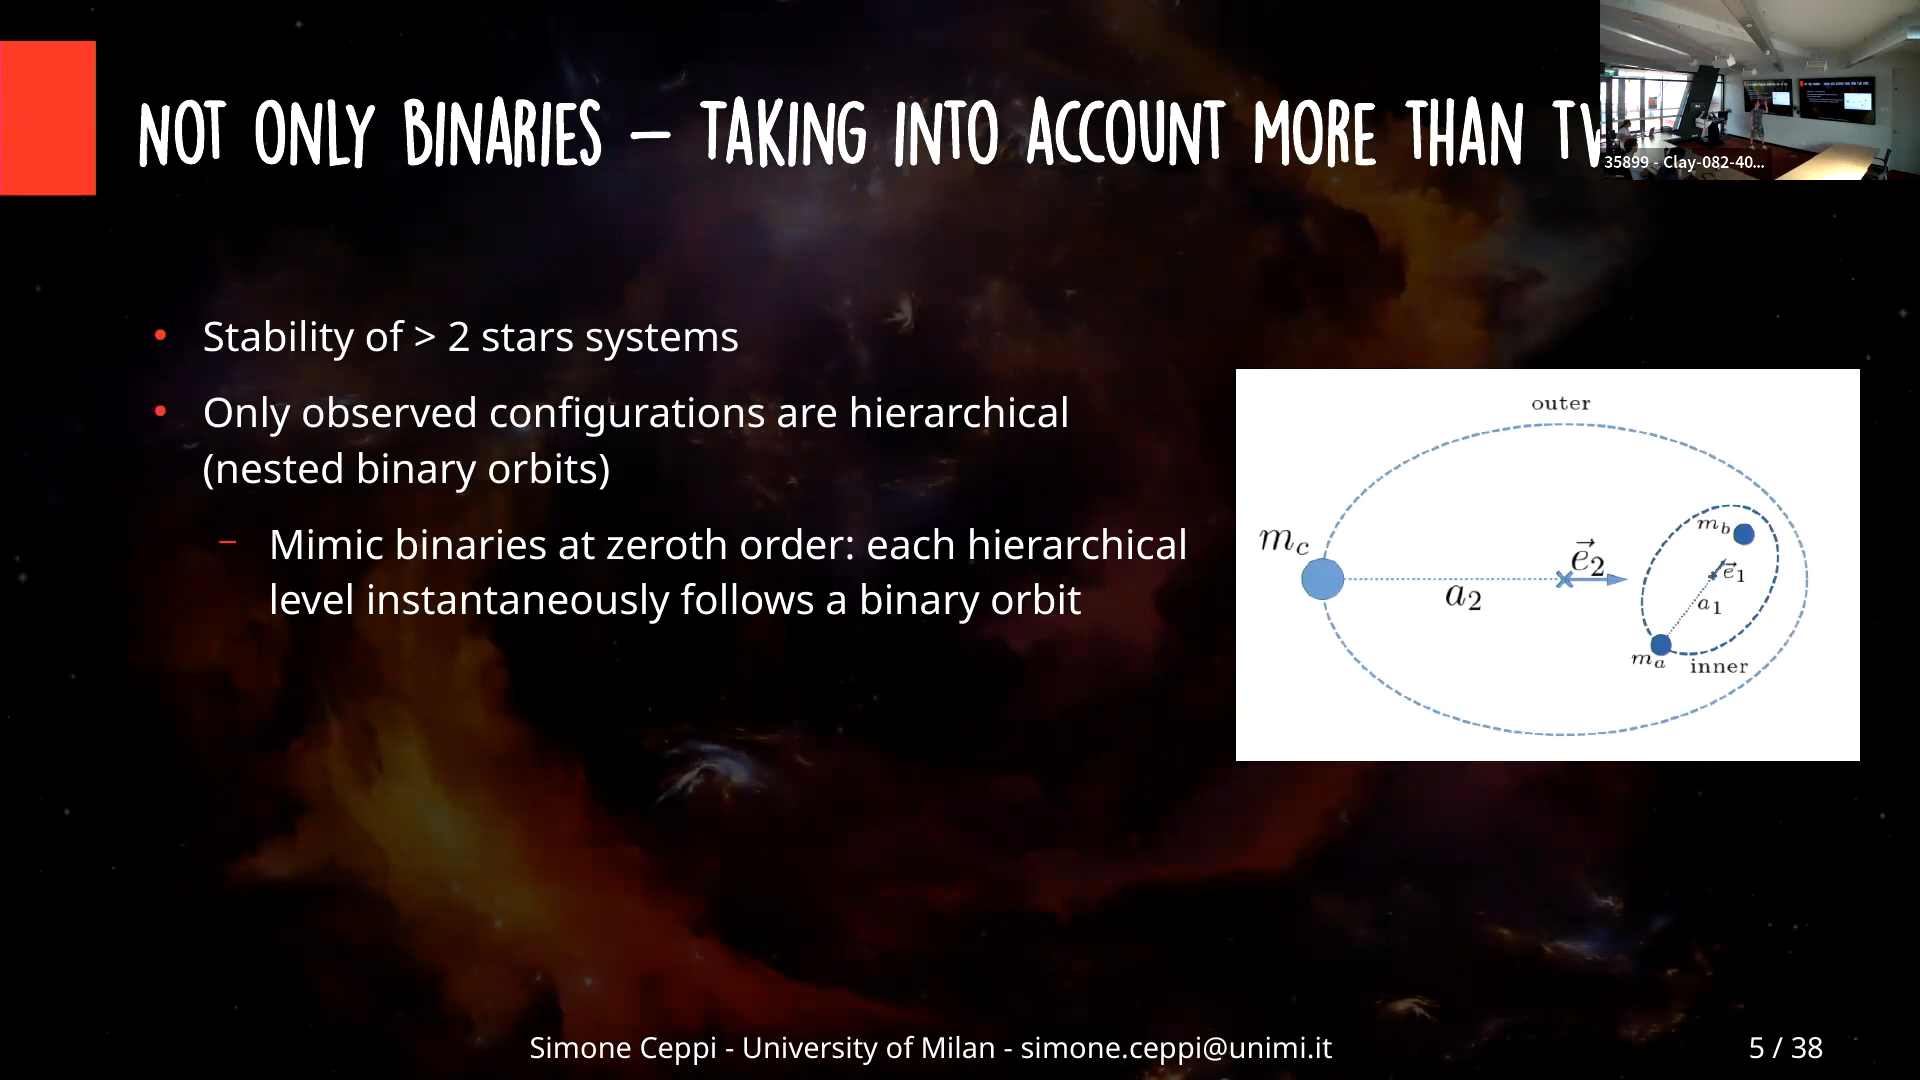 NOT ONLY BINARIES – TAKING INTO ACCOUNT MORE THAN
35899 - Clay-082-40...
• Stability of > 2 stars systems
• Only observed configurations are hierarchical
(nested binary orbits)
– Mimic binaries at zeroth order: each hierarchical
level instantaneously follows a binary orbit
outer
m_b
m_c
e⃗_2
e⃗_1
a_2
a_1
m_a
inner
Simone Ceppi - University of Milan - simone.ceppi@unimi.it
5 / 38